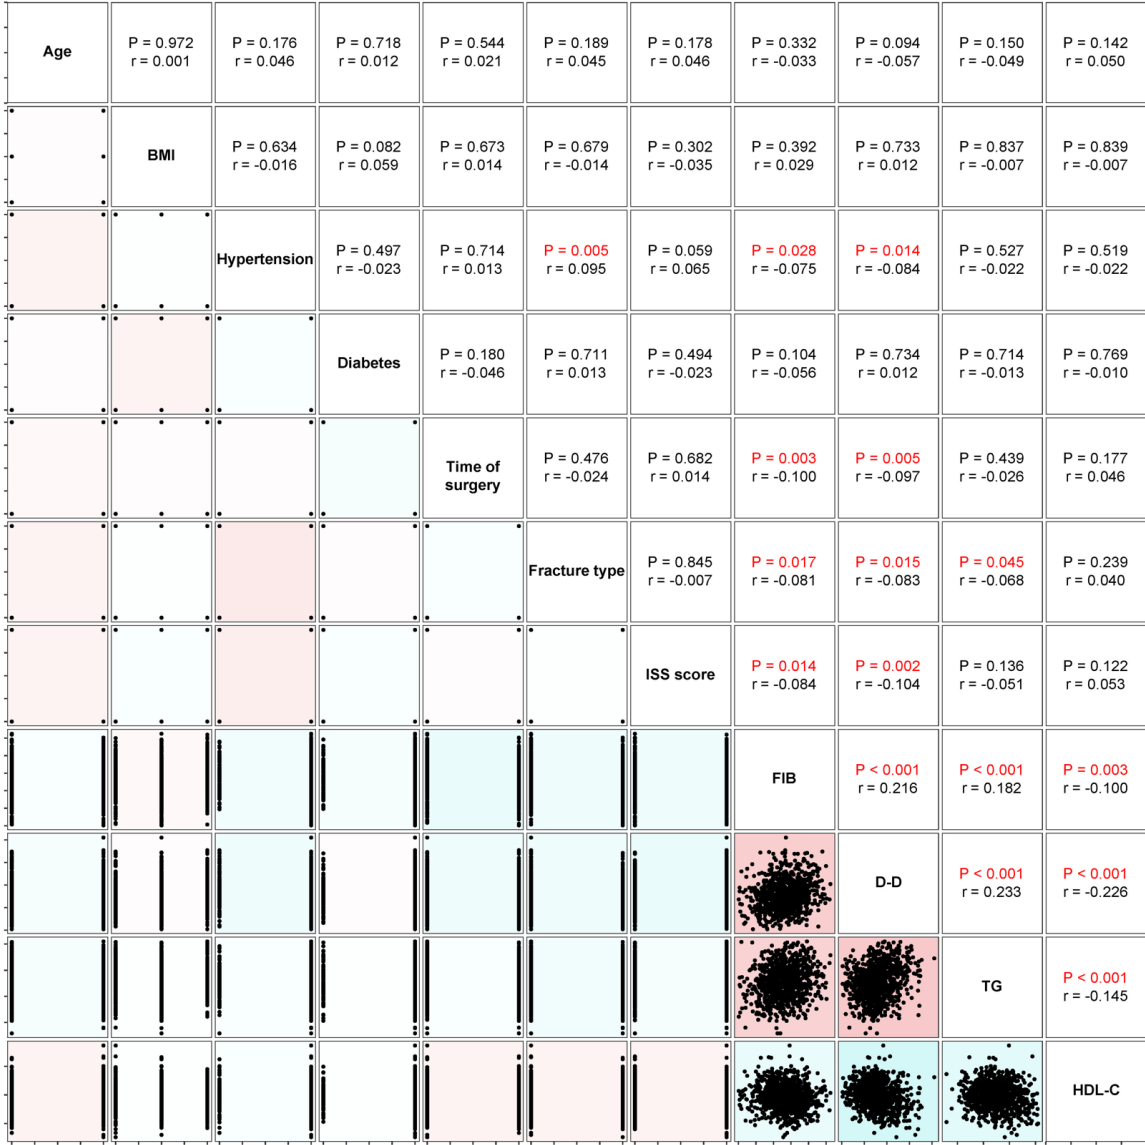 Age
P = 0.972
r = 0.001
P = 0.176
r = 0.046
P = 0.718
r = 0.012
P = 0.544
r = 0.021
P = 0.189
r = 0.045
P = 0.178
r = 0.046
P = 0.332
r = -0.033
P = 0.094
r = -0.057
P = 0.150
r = -0.049
P = 0.142
r = 0.050
BMI
P = 0.634
r = -0.016
P = 0.082
r = 0.059
P = 0.673
r = 0.014
P = 0.679
r = -0.014
P = 0.302
r = -0.035
P = 0.392
r = 0.029
P = 0.733
r = 0.012
P = 0.837
r = -0.007
P = 0.839
r = -0.007
Hypertension
P = 0.497
r = -0.023
P = 0.714
r = 0.013
P = 0.005
r = 0.095
P = 0.059
r = 0.065
P = 0.028
r = -0.075
P = 0.014
r = -0.084
P = 0.527
r = -0.022
P = 0.519
r = -0.022
Diabetes
P = 0.180
r = -0.046
P = 0.711
r = 0.013
P = 0.494
r = -0.023
P = 0.104
r = -0.056
P = 0.734
r = 0.012
P = 0.714
r = -0.013
P = 0.769
r = -0.010
Time of
surgery
P = 0.476
r = -0.024
P = 0.682
r = 0.014
P = 0.003
r = -0.100
P = 0.005
r = -0.097
P = 0.439
r = -0.026
P = 0.177
r = 0.046
Fracture type
P = 0.845
r = -0.007
P = 0.017
r = -0.081
P = 0.015
r = -0.083
P = 0.045
r = -0.068
P = 0.239
r = 0.040
ISS score
P = 0.014
r = -0.084
P = 0.002
r = -0.104
P = 0.136
r = -0.051
P = 0.122
r = 0.053
FIB
P < 0.001
r = 0.216
P < 0.001
r = 0.182
P = 0.003
r = -0.100
D-D
P < 0.001
r = 0.233
P < 0.001
r = -0.226
TG
P < 0.001
r = -0.145
HDL-C